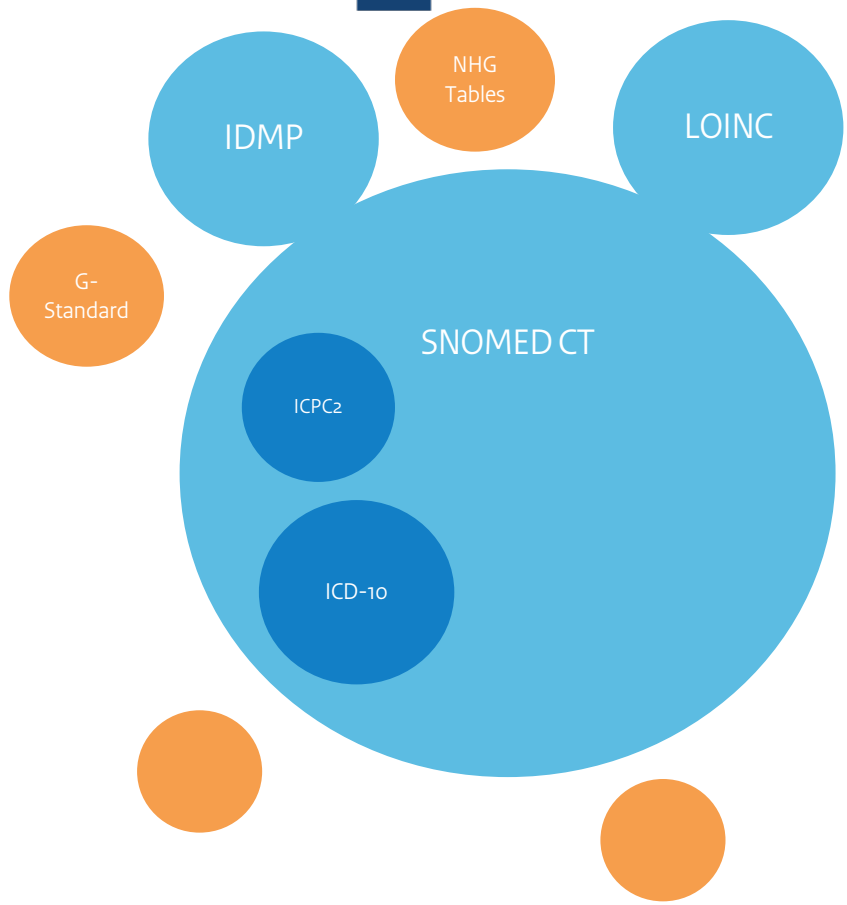 NHG
Tables
IDMP
LOINC
G-
Standard
SNOMED CT
ICPC2
ICD-10